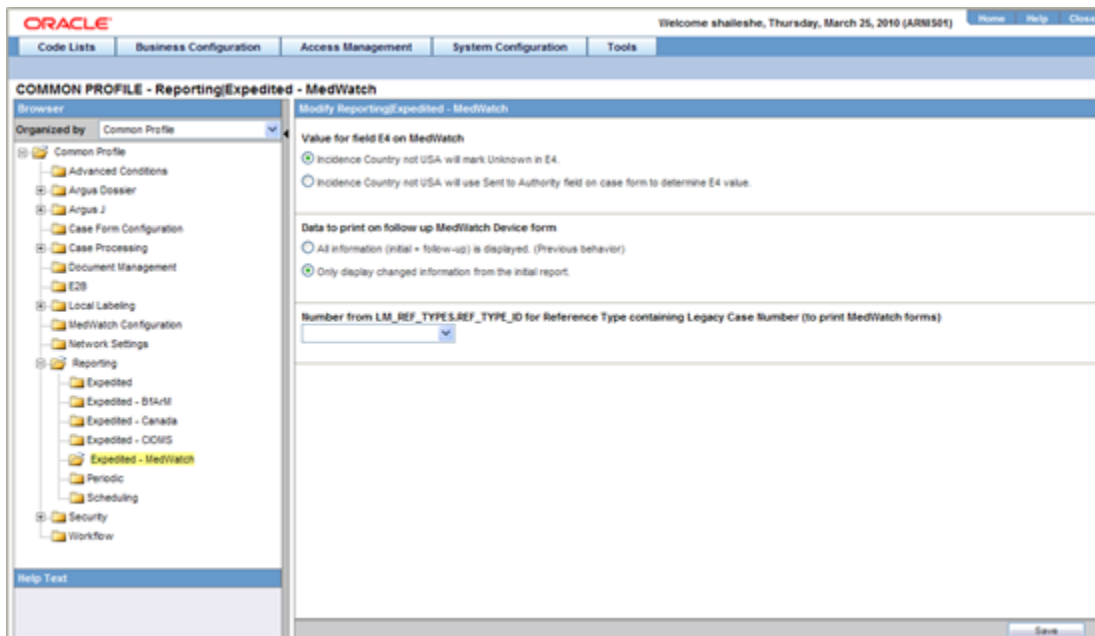 ORACLE
Welcome shaileshe, Thursday, March 25, 2010 (ARMIS01)
Home Help Close
Code Lists Business Configuration Access Management System Configuration Tools
COMMON PROFILE - Reporting|Expedited - MedWatch
Browser
Organized by Common Profile
Common Profile
Advanced Conditions
Argus Dossier
Argus J
Case Form Configuration
Case Processing
Document Management
E2B
Local Labeling
MedWatch Configuration
Network Settings
Reporting
Expedited
Expedited - BfArM
Expedited - Canada
Expedited - CIOMS
Expedited - MedWatch
Periodic
Scheduling
Security
Workflow
Help Text
Modify Reporting|Expedited - MedWatch
Value for field E4 on MedWatch
Incidence Country not USA will mark Unknown in E4.
Incidence Country not USA will use Sent to Authority field on case form to determine E4 value.
Data to print on follow up MedWatch Device form
All information (initial + follow-up) is displayed. (Previous behavior)
Only display changed information from the initial report.
Number from LM_REF_TYPES.REF_TYPE_ID for Reference Type containing Legacy Case Number (to print MedWatch forms)
Save